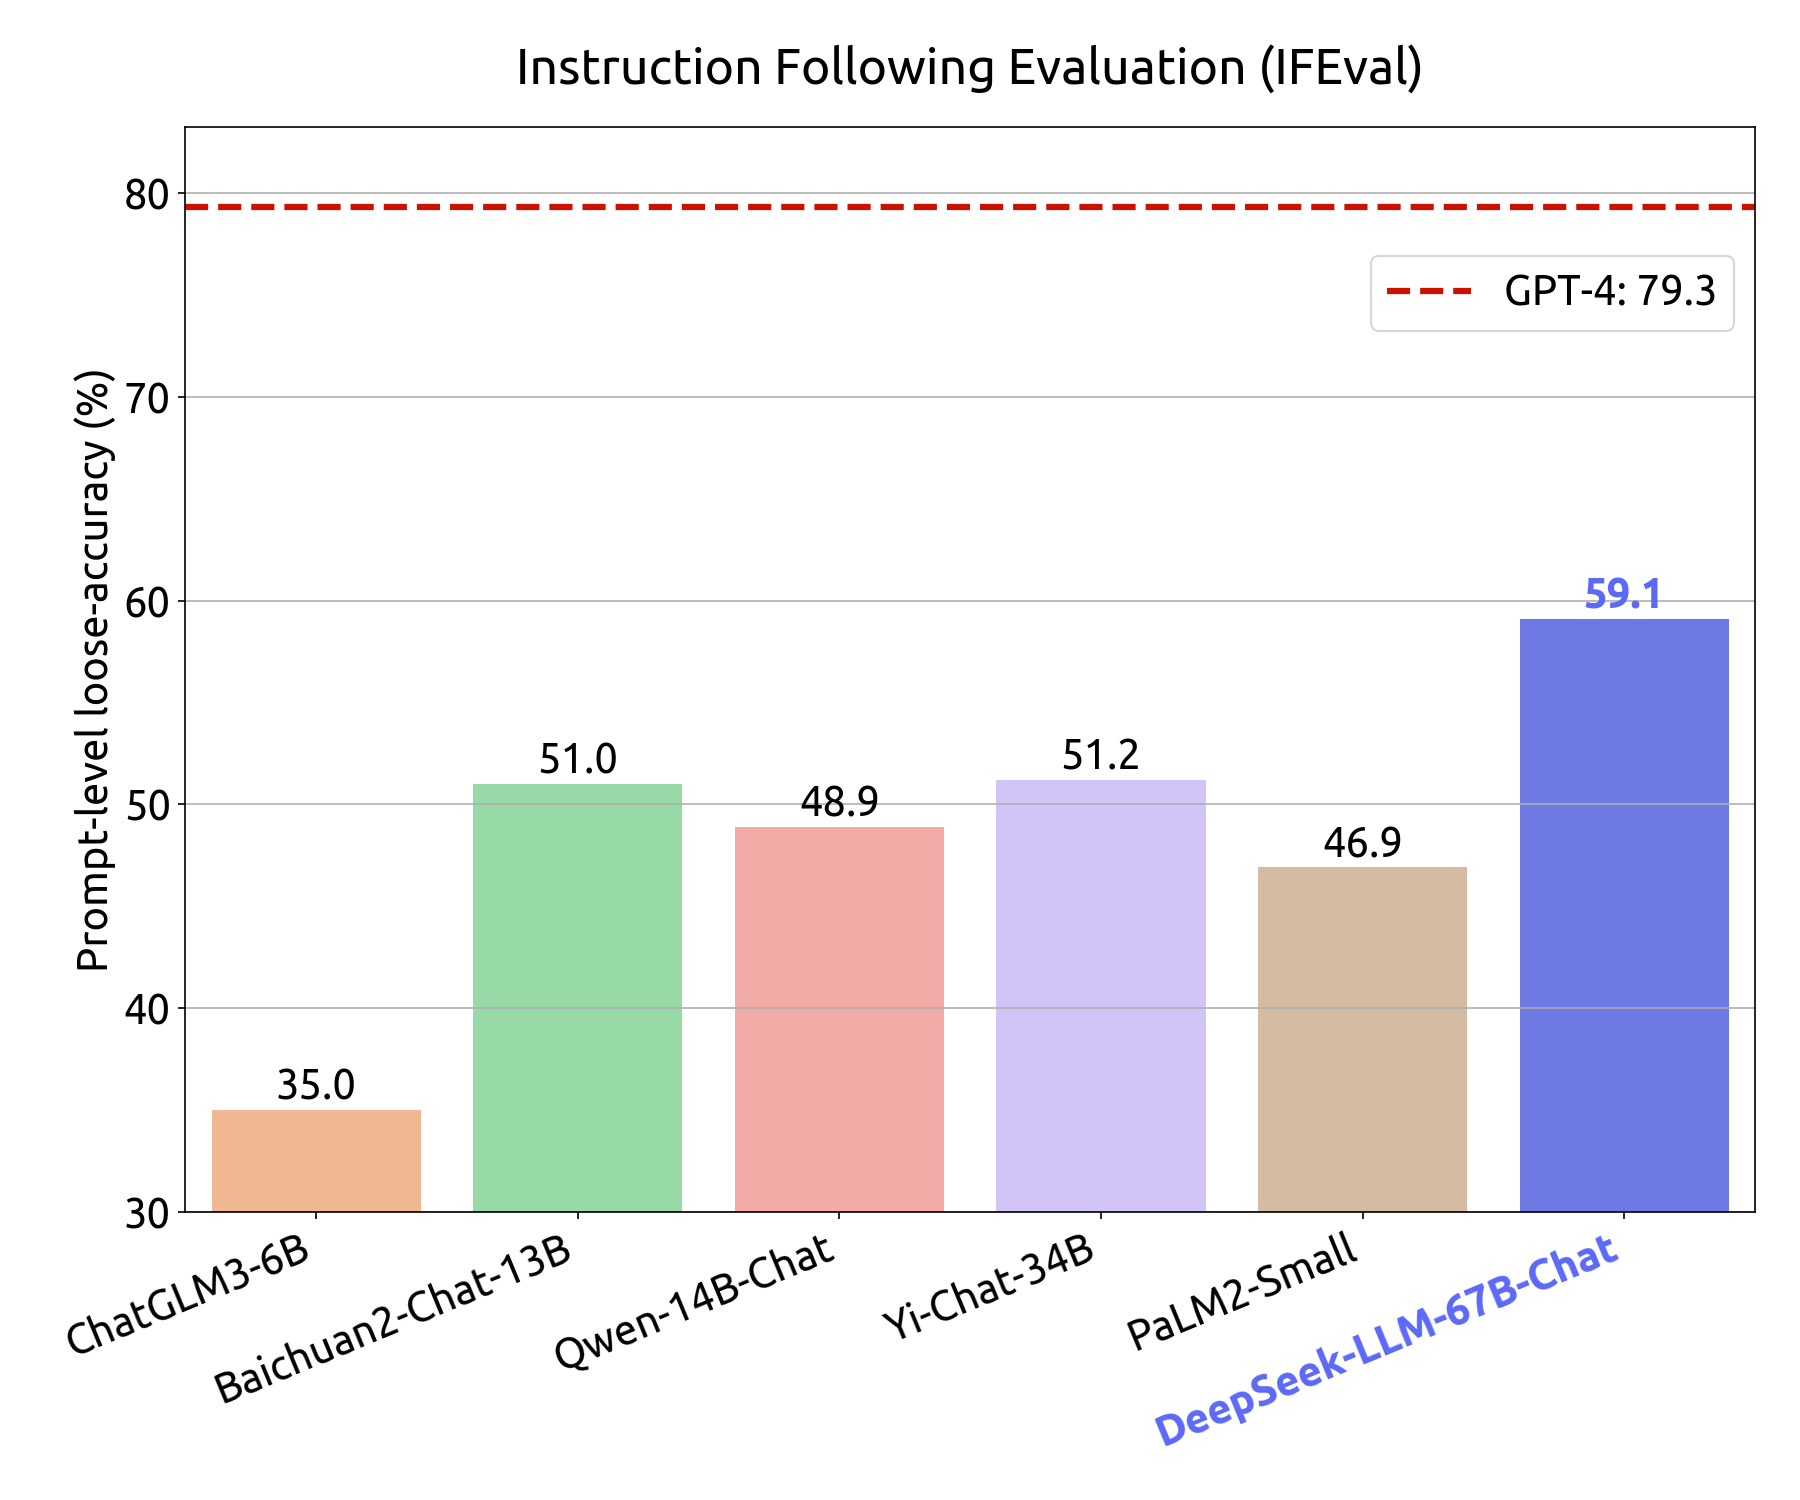 Instruction Following Evaluation (IFEval)
Prompt-level loose-accuracy (%)
80
70
60
50
40
30
GPT-4: 79.3
35.0
51.0
48.9
51.2
46.9
59.1
ChatGLM3-6B
Baichuan2-Chat-13B
Qwen-14B-Chat
Yi-Chat-34B
PaLM2-Small
DeepSeek-LLM-67B-Chat